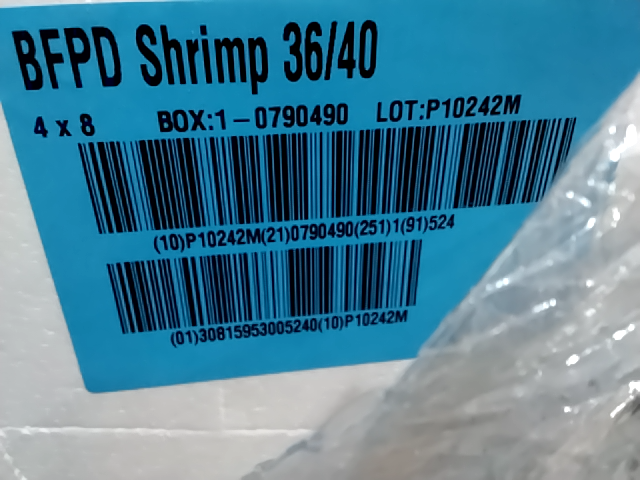 BFPD Shrimp 36/40
4 x 8 BOX:1-0790490 LOT:P10242M
(10)P10242M(21)0790490(251)1(91)524
(01)30815953005240(10)P10242M